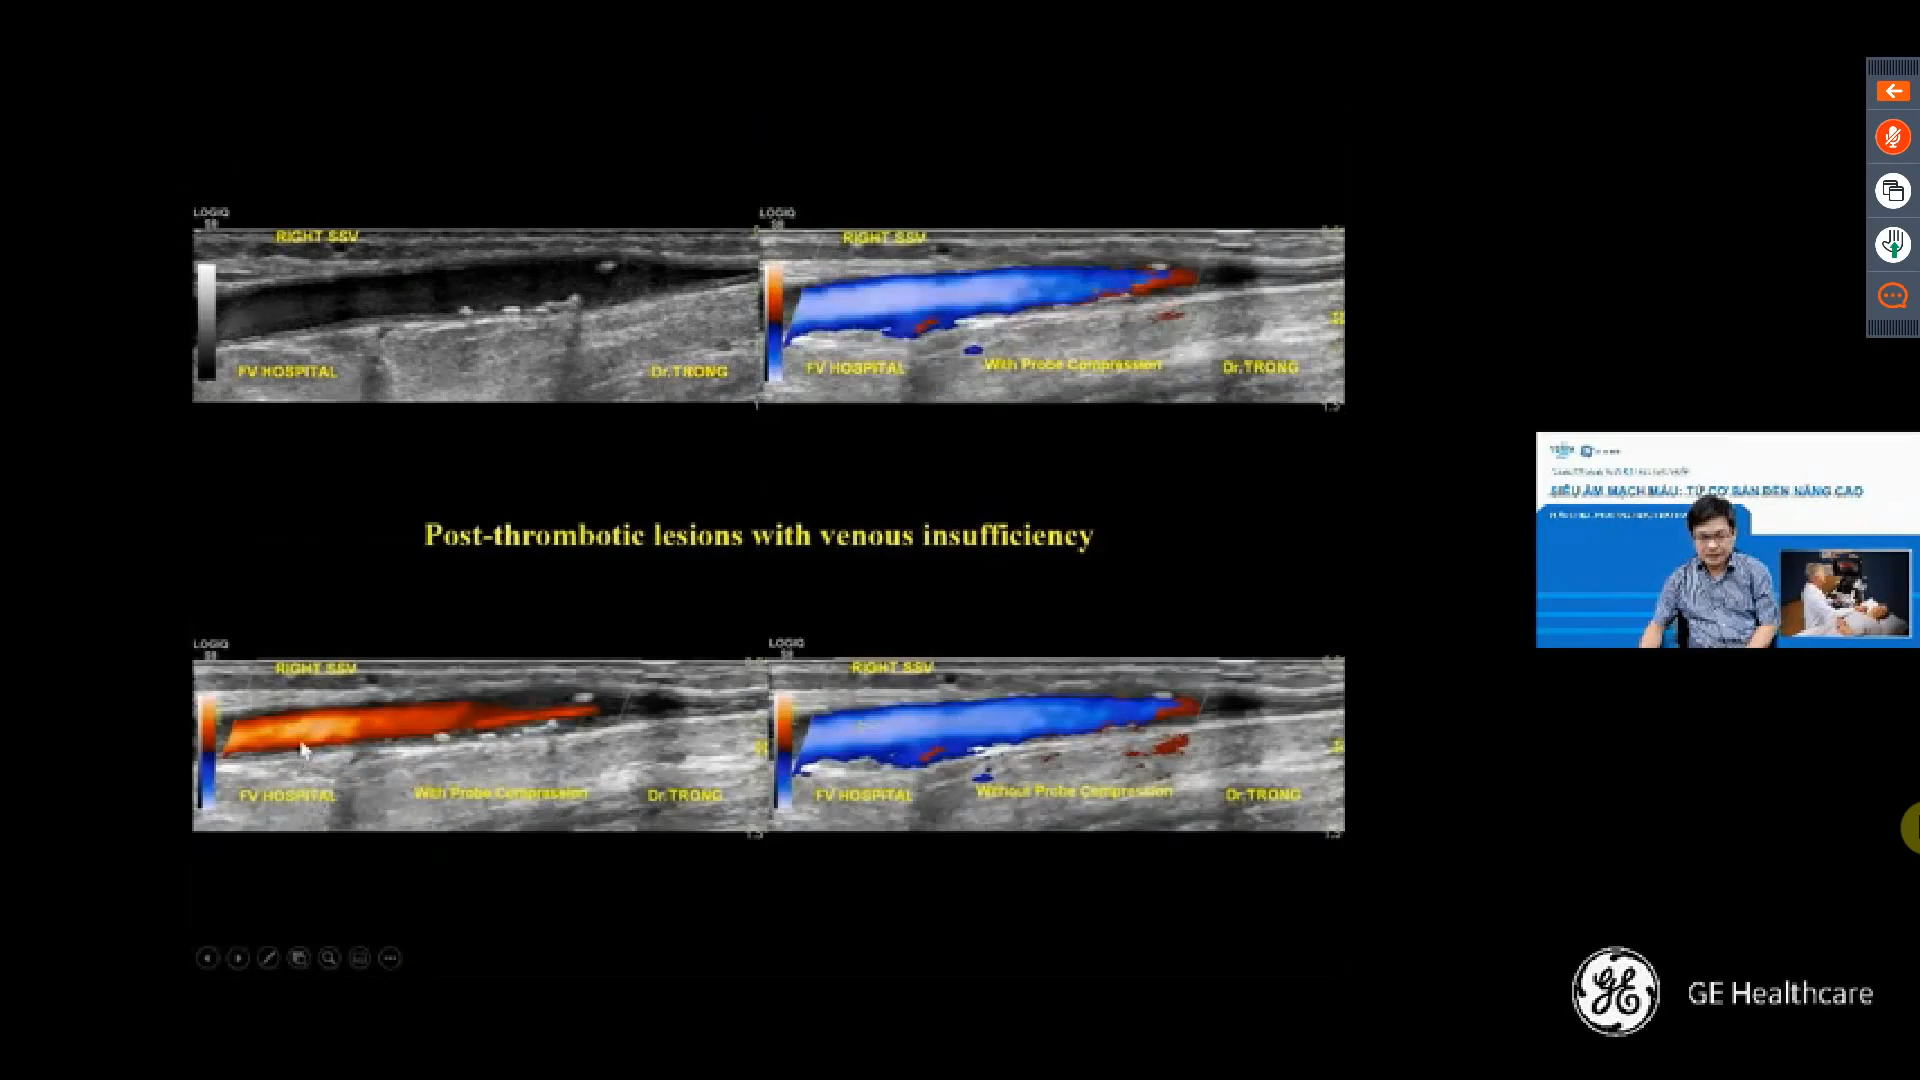 LOGIQ
LOGIQ
RIGHT SSV
RIGHT SSV
FV HOSPITAL
Dr.TRONG
With Probe Compression
FV HOSPITAL
Dr.TRONG
SIÊU ÂM MẠCH MÁU: TỪ CƠ BẢN ĐẾN NÂNG CAO
Post-thrombotic lesions with venous insufficiency
LOGIQ
LOGIQ
RIGHT SSV
RIGHT SSV
With Probe Compression
FV HOSPITAL
Dr.TRONG
Without Probe Compression
FV HOSPITAL
Dr.TRONG
GE Healthcare